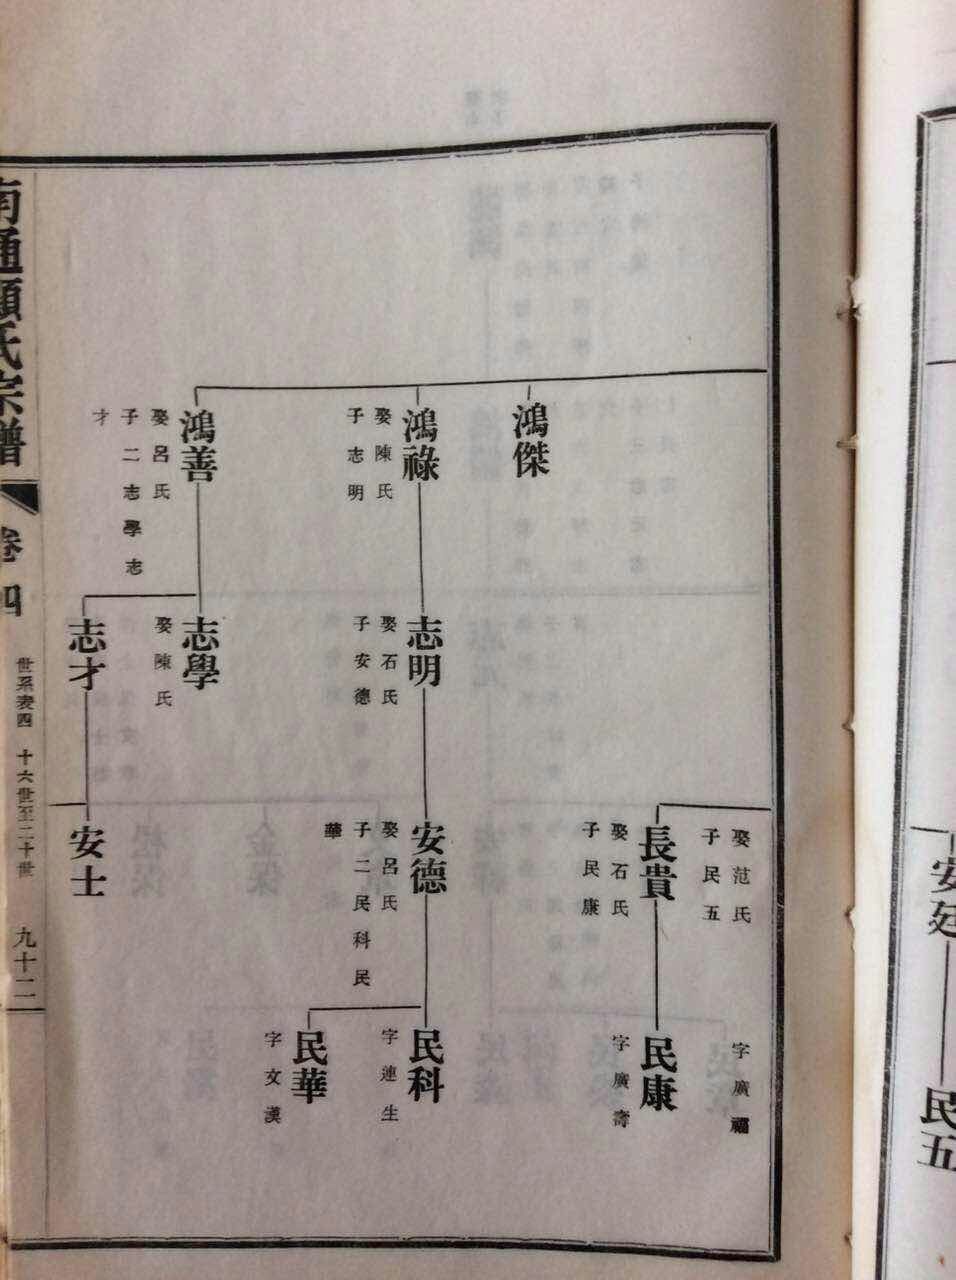 鴻傑
鴻祿
娶陳氏
子志明
鴻善
娶呂氏
子二志學志
才
志明
娶石氏
子安德
志學
娶陳氏
志才
娶范氏
子民五
長貴
娶石氏
子民康
安德
娶呂氏
子二民科民
華
安士
字廣福
民康
字廣壽
民科
字連生
民華
字文漢
南通顧氏宗譜
卷四
世系表四 十六世至二十世
九十二
安廷
民五